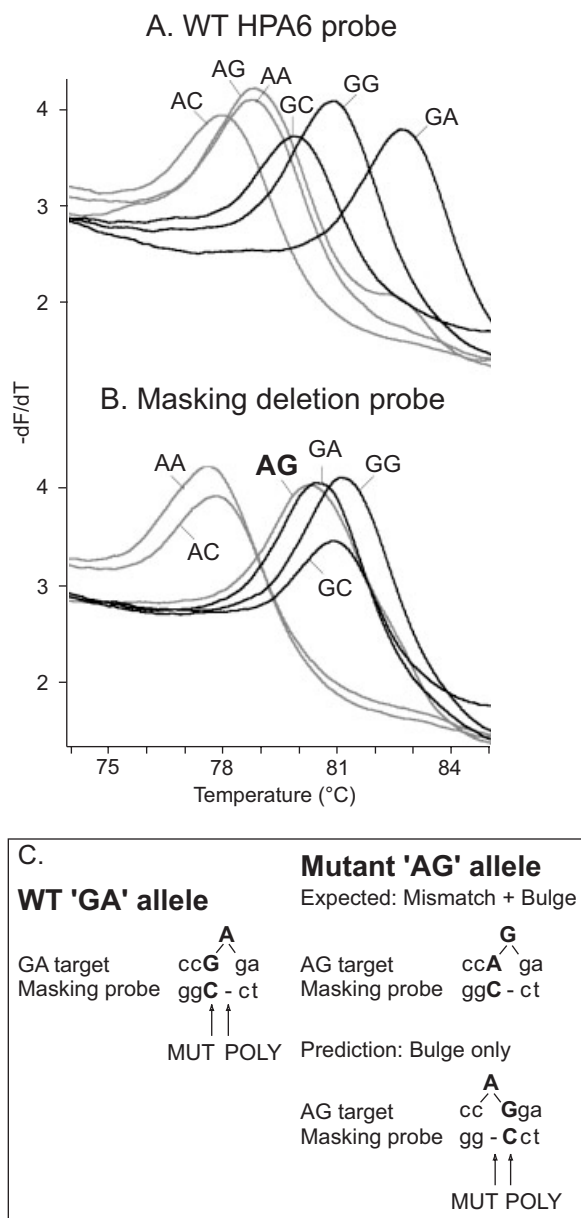 A. WT HPA6 probe
AG
AA
AC
GC
GG
GA
4
3
2
-dF/dT
B. Masking deletion probe
AA
AC
AG
GA
GG
GC
4
3
2
75 78 81 84
Temperature (°C)
C.
WT 'GA' allele
A
GA target ccG ga
Masking probe ggC - ct
MUT POLY
Mutant 'AG' allele
Expected: Mismatch + Bulge
G
AG target ccA ga
Masking probe ggC - ct
Prediction: Bulge only
A
AG target cc Gga
Masking probe gg - Cct
MUT POLY